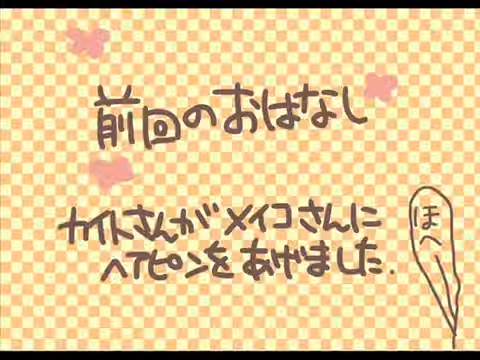 前回のおはなし
カイトさんがメイコさんに
ヘアピンをあげました.
ほへー